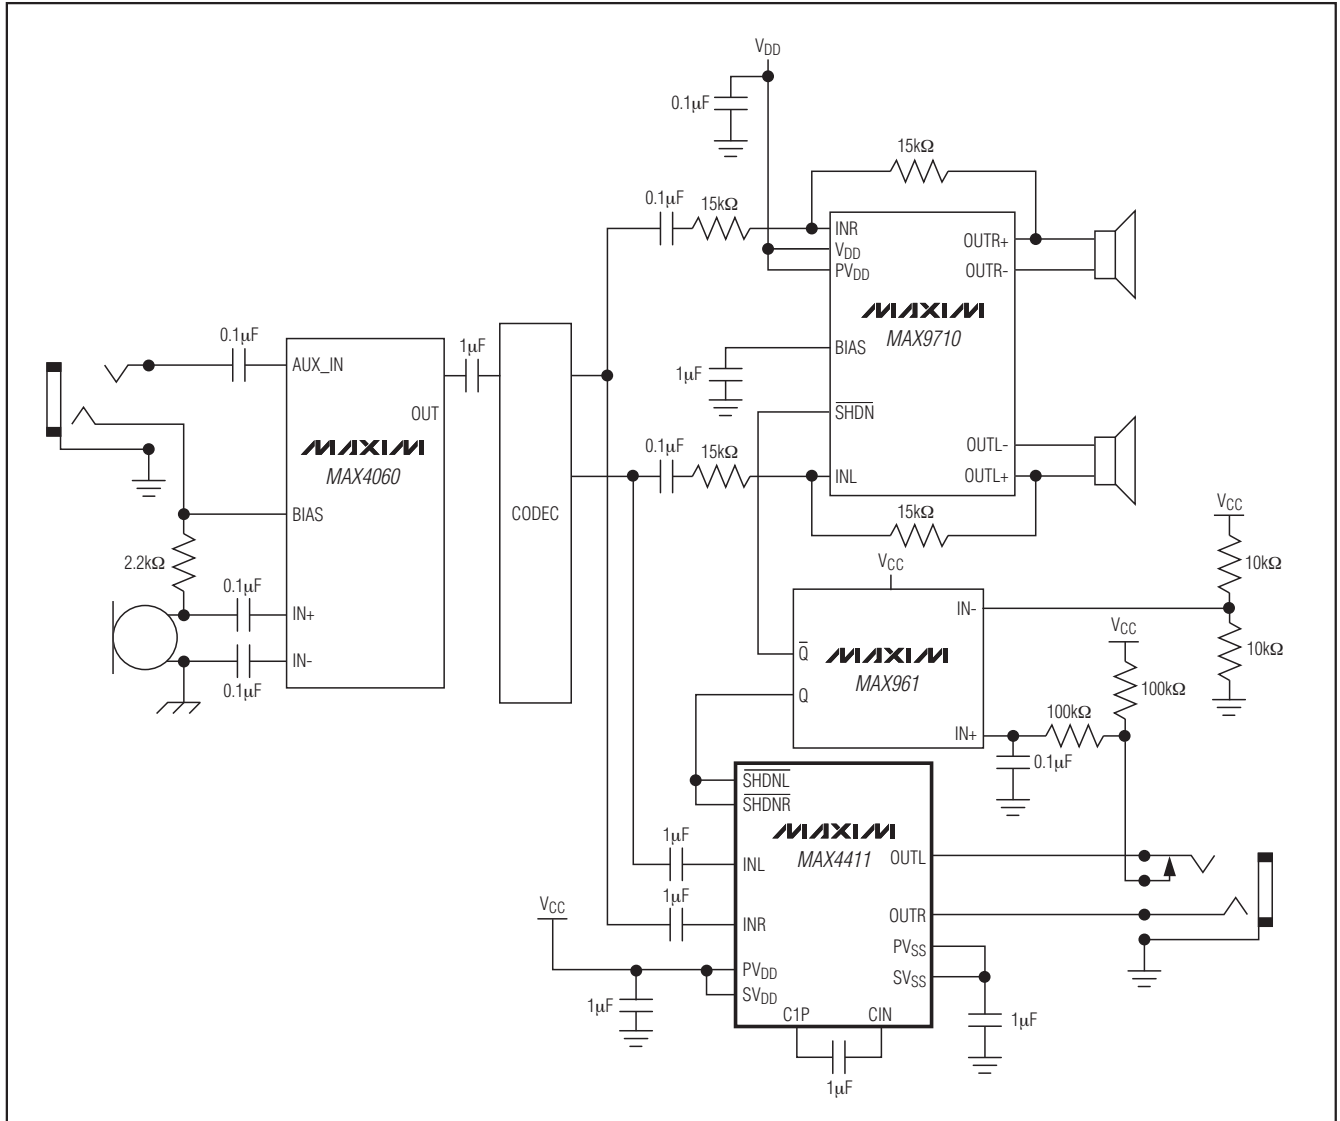 VDD
0.1µF
15kΩ
0.1µF
15kΩ
INR
VDD
PVDD
OUTR+
OUTR-
MAXIM
MAX9710
BIAS
1µF
SHDN
OUTL-
OUTL+
INL
0.1µF
15kΩ
15kΩ
0.1µF
AUX_IN
1µF
OUT
MAXIM
MAX4060
BIAS
2.2kΩ
0.1µF
IN+
IN-
0.1µF
CODEC
VCC
IN-
Q
MAXIM
MAX961
Q
IN+
VCC
10kΩ
10kΩ
VCC
100kΩ
100kΩ
0.1µF
SHDNL
SHDNR
MAXIM
MAX4411
1µF
INL
OUTL
1µF
INR
OUTR
VCC
PVDD
SVDD
PVSS
SVSS
1µF
C1P
CIN
1µF
1µF